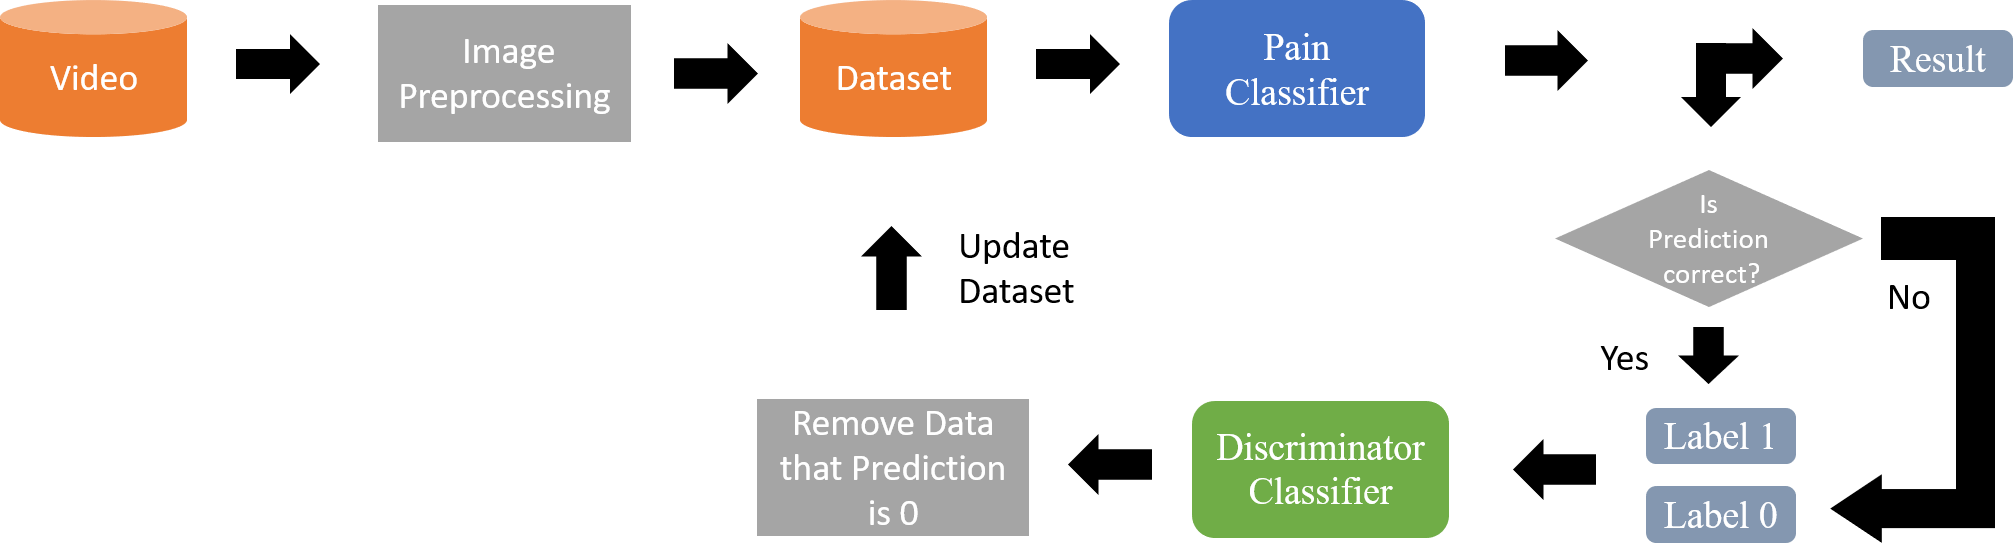 Video
Image
Preprocessing
Dataset
Pain
Classifier
Result
Is
Prediction
correct?
No
Yes
Label 1
Label 0
Discriminator
Classifier
Remove Data
that Prediction
is 0
Update
Dataset